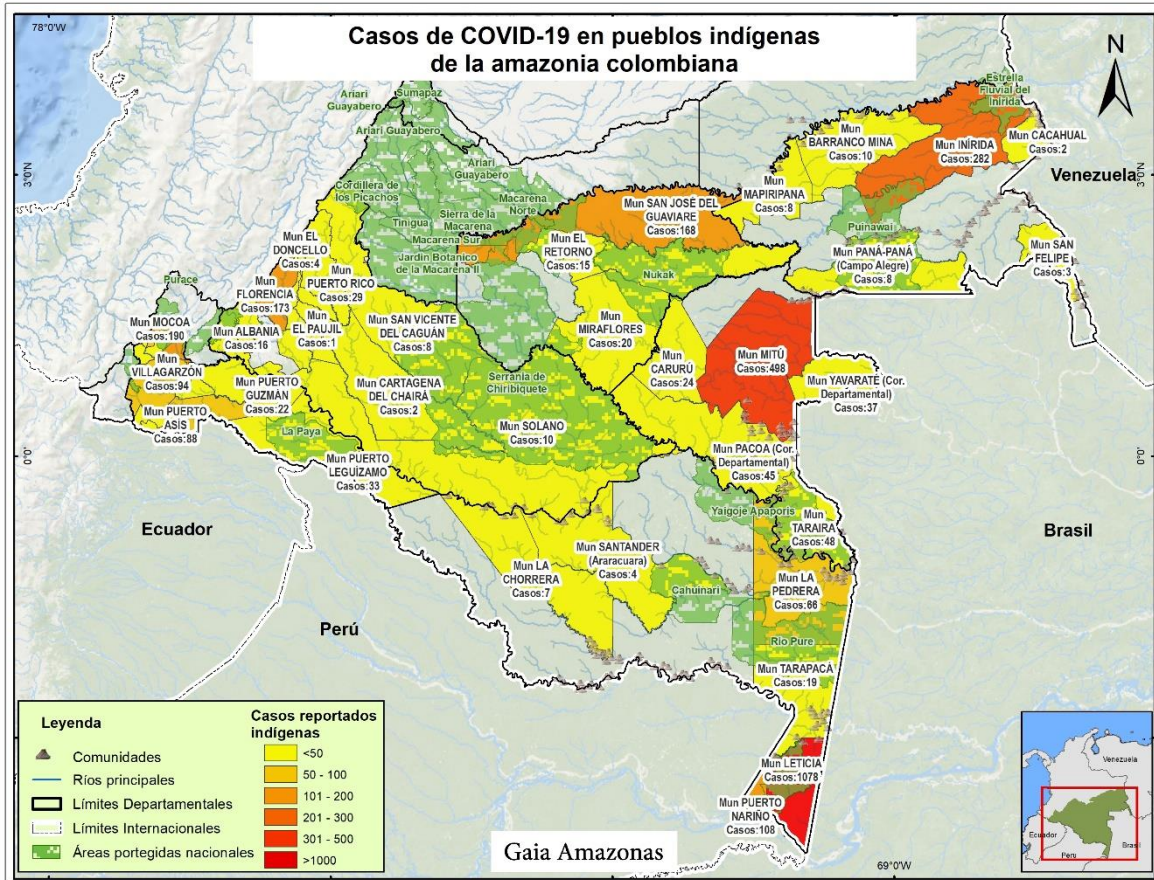 78°0'W
Casos de COVID-19 en pueblos indígenas
de la amazonia colombiana
N
Estrella
Fluvial del
Inírida
Sumapaz
Ariari
Guayabero
Ariari Guayabero
Ariari
Guayabero
Mun
BARRANCO MINA
Casos:10
Mun INÍRIDA
Casos:282
Mun CACAHUAL
Casos:2
3°0'N
3°0'N
Venezuela
Cordillera de
los Picachos
Macarena
Norte
Tinigua
Sierra de la
Macarena
Macarena Sur
Jardin Botanico
de la Macarena II
Mun
MAPIRIPANA
Casos:8
Mun SAN JOSÉ DEL
GUAVIARE
Casos:168
Puinawai
Mun EL
RETORNO
Casos:15
Nukak
Mun PANÁ-PANÁ
(Campo Alegre)
Casos:8
Mun SAN
FELIPE
Casos:3
Mun EL
DONCELLO
Casos:4
Mun
PUERTO RICO
Casos:29
Purace
Mun
FLORENCIA
Casos:173
Mun MOCOA
Casos:190
Mun ALBANIA
Casos:16
Mun
EL PAUJIL
Casos:1
Mun SAN VICENTE
DEL CAGUÁN
Casos:8
Mun
MIRAFLORES
Casos:20
Mun
CARURÚ
Casos:24
Mun MITÚ
Casos:498
Mun YAVARATÉ (Cor.
Departamental)
Casos:37
Mun
VILLAGARZÓN
Casos:94
Mun PUERTO
GUZMÁN
Casos:22
Mun CARTAGENA
DEL CHAIRÁ
Casos:2
Serranía de
Chiribiquete
Mun SOLANO
Casos:10
Mun PUERTO
ASÍS
Casos:88
La Paya
Mun PUERTO
LEGUÍZAMO
Casos:33
Mun PACOA (Cor.
Departamental)
Casos:45
0°0'
0°0'
Yaigoje Apaporis
Mun
TARAIRA
Casos:48
Ecuador
Brasil
Mun SANTANDER
(Araracuara)
Casos:4
Mun LA
CHORRERA
Casos:7
Cahuinari
Mun LA
PEDRERA
Casos:66
Perú
Rio Pure
Mun TARAPACÁ
Casos:19
Mun LETICIA
Casos:1078
Mun PUERTO
NARIÑO
Casos:108
Leyenda
Comunidades
Ríos principales
Límites Departamentales
Límites Internacionales
Áreas portegidas nacionales
Casos reportados
indígenas
<50
50 - 100
101 - 200
201 - 300
301 - 500
>1000
Gaia Amazonas
69°0'W
Venezuela
Ecuador
Peru
Brasil